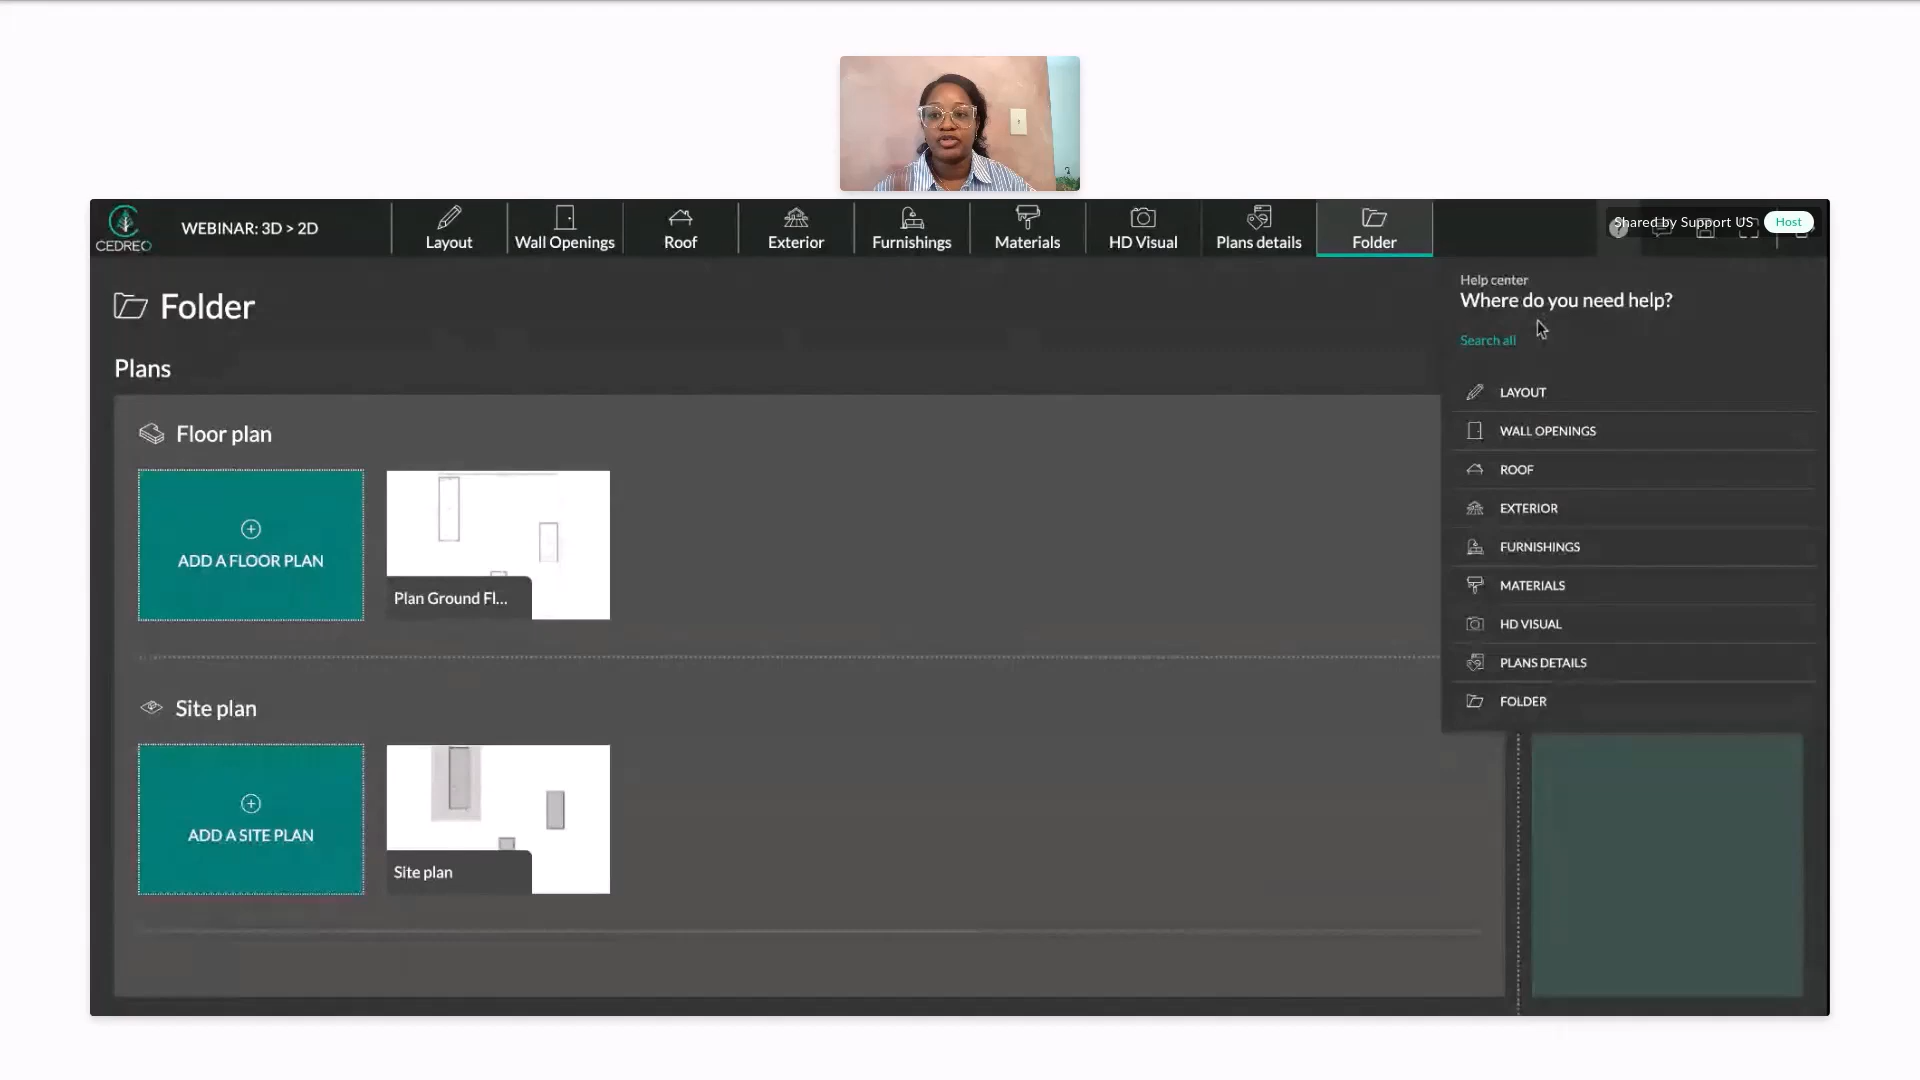 CEDREO
WEBINAR: 3D > 2D
Layout
Wall Openings
Roof
Exterior
Furnishings
Materials
HD Visual
Plans details
Folder
Shared by Support US
Host
Folder
Plans
Floor plan
ADD A FLOOR PLAN
Plan Ground Fl...
Site plan
ADD A SITE PLAN
Site plan
Help center
Where do you need help?
Search all
LAYOUT
WALL OPENINGS
ROOF
EXTERIOR
FURNISHINGS
MATERIALS
HD VISUAL
PLANS DETAILS
FOLDER